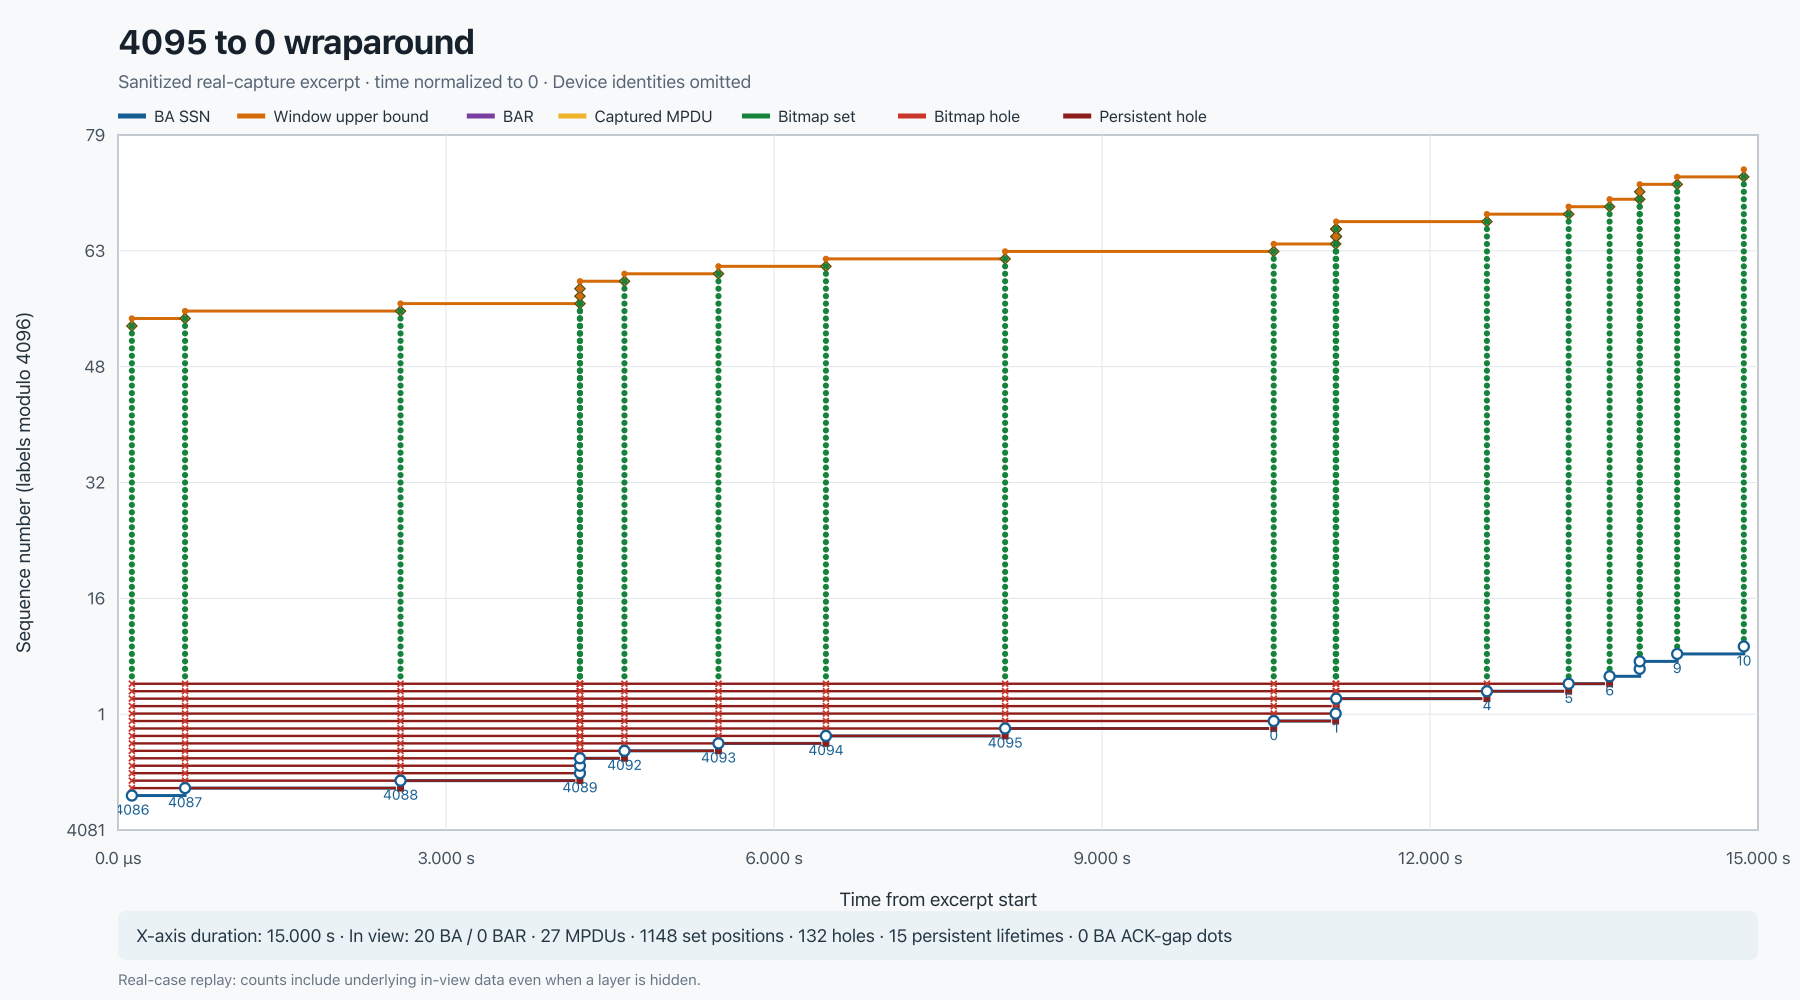 4095 to 0 wraparound
Sanitized real-capture excerpt · time normalized to 0 · Device identities omitted
BA SSN Window upper bound BAR Captured MPDU Bitmap set Bitmap hole Persistent hole
79
63
48
32
16
1
4081
Sequence number (labels modulo 4096)
4086 4087 4088 4089 4092 4093 4094 4095 0 1 4 5 6 9 10
0.0 µs 3.000 s 6.000 s 9.000 s 12.000 s 15.000 s
Time from excerpt start
X-axis duration: 15.000 s · In view: 20 BA / 0 BAR · 27 MPDUs · 1148 set positions · 132 holes · 15 persistent lifetimes · 0 BA ACK-gap dots
Real-case replay: counts include underlying in-view data even when a layer is hidden.